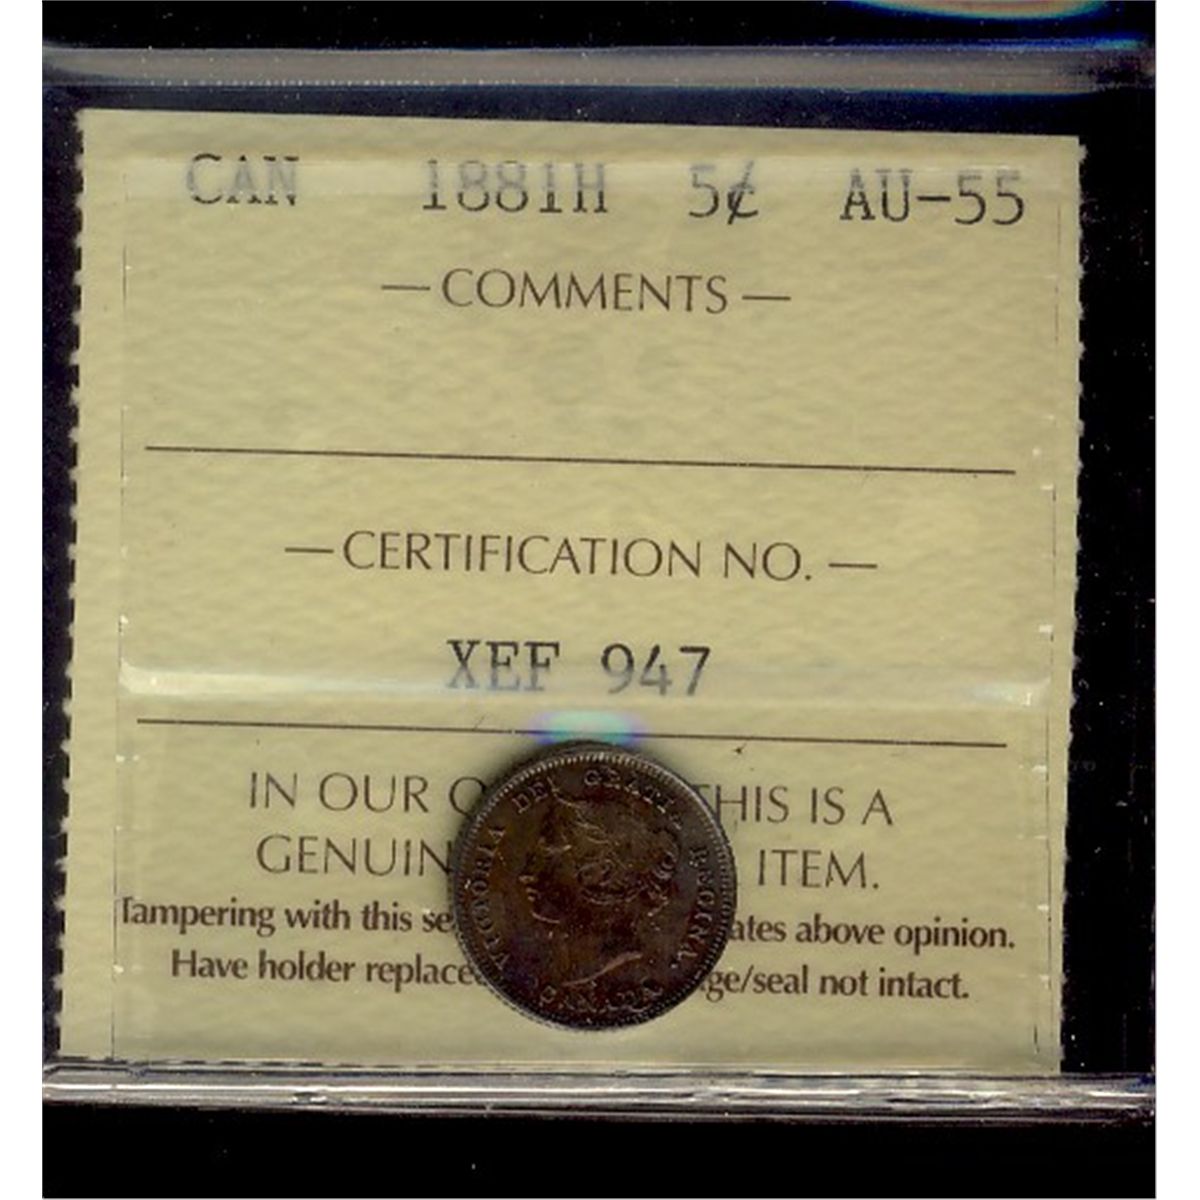 CAN 1881H 5¢ AU-55
— COMMENTS —
— CERTIFICATION NO. —
XEF 947
IN OUR O THIS IS A
GENUIN ITEM.
Tampering with this se ates above opinion.
Have holder replace ge/seal not intact.
VICTORIA DEI GRATIA REGINA.
CANADA